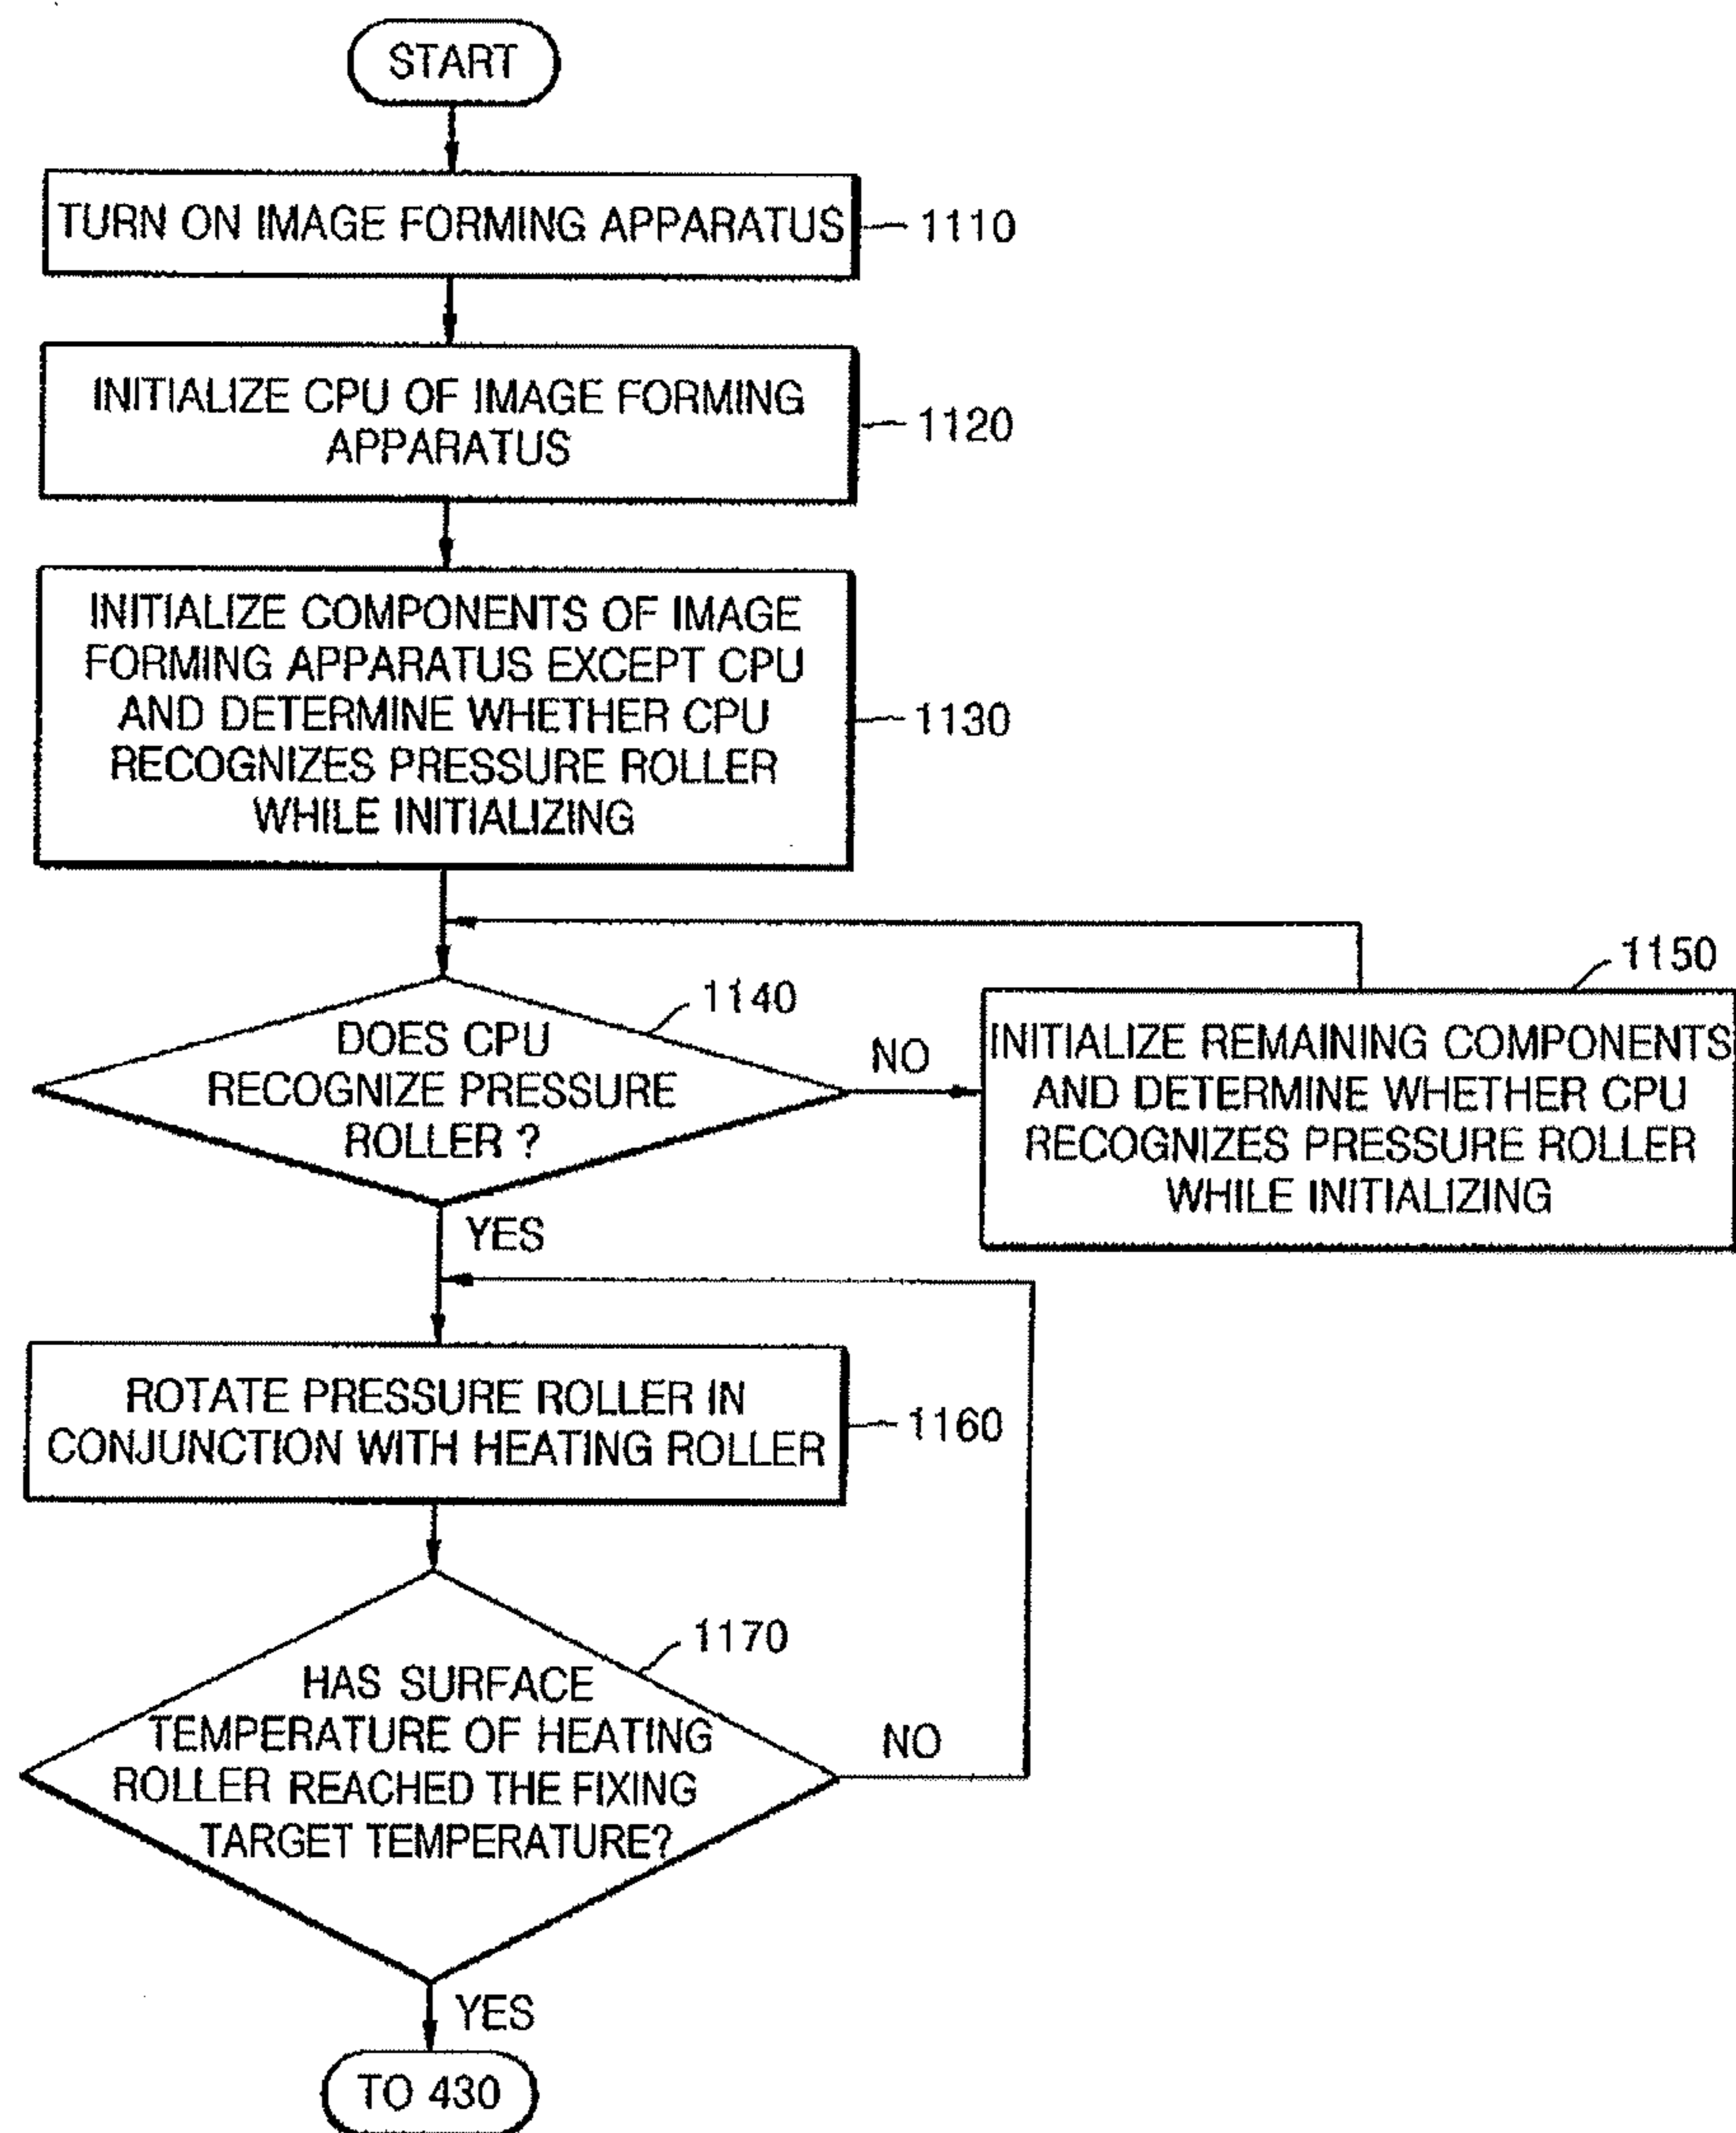 START
TURN ON IMAGE FORMING APPARATUS
1110
INITIALIZE CPU OF IMAGE FORMING
APPARATUS
1120
INITIALIZE COMPONENTS OF IMAGE
FORMING APPARATUS EXCEPT CPU
AND DETERMINE WHETHER CPU
RECOGNIZES PRESSURE ROLLER
WHILE INITIALIZING
1130
1140
DOES CPU
RECOGNIZE PRESSURE
ROLLER ?
NO
1150
INITIALIZE REMAINING COMPONENTS
AND DETERMINE WHETHER CPU
RECOGNIZES PRESSURE ROLLER
WHILE INITIALIZING
YES
ROTATE PRESSURE ROLLER IN
CONJUNCTION WITH HEATING ROLLER
1160
1170
HAS SURFACE
TEMPERATURE OF HEATING
ROLLER REACHED THE FIXING
TARGET TEMPERATURE?
NO
YES
TO 430